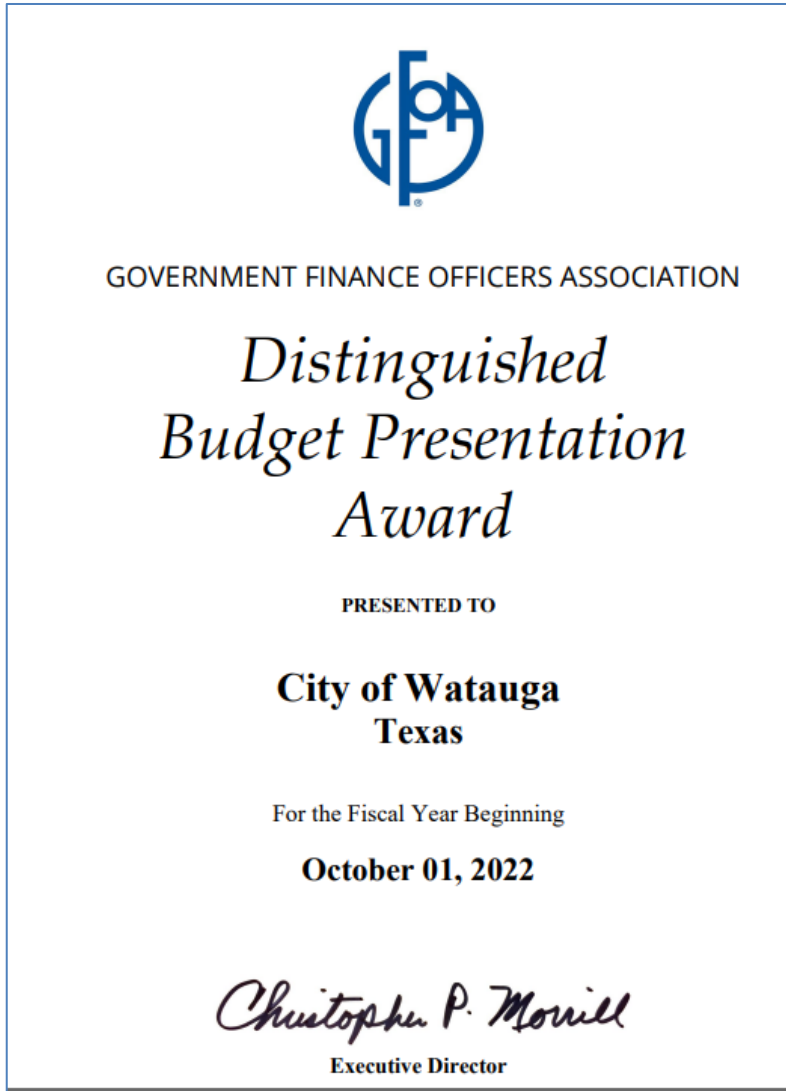 GFOA
®
GOVERNMENT FINANCE OFFICERS ASSOCIATION
Distinguished
Budget Presentation
Award
PRESENTED TO
City of Watauga
Texas
For the Fiscal Year Beginning
October 01, 2022
Christopher P. Morrill
Executive Director